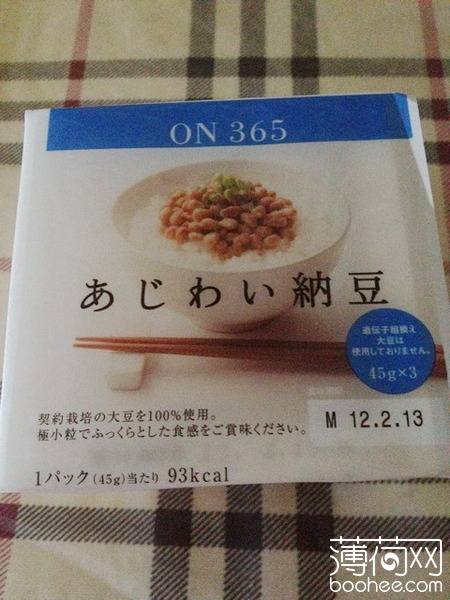 ON 365
あじわい納豆
遺伝子組換え
大豆は
使用しておりません。
45g×3
契約栽培の大豆を100%使用。
極小粒でふっくらとした食感をご賞味ください。
M 12.2.13
1パック(45g)当たり 93kcal
薄荷网
boohee.com